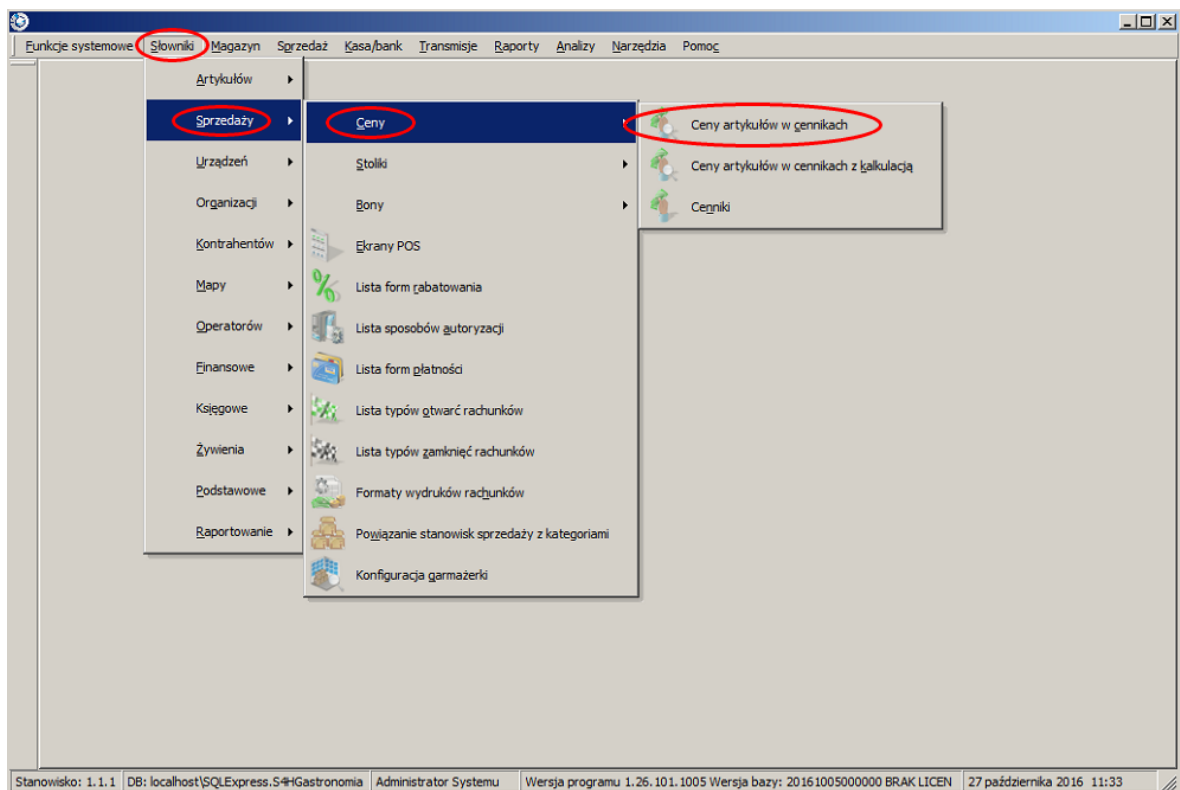 Funkcje systemowe Słowniki Magazyn Sprzedaż Kasa/bank Transmisje Raporty Analizy Narzędzia Pomoc
Artykułów
Sprzedaży
Urządzeń
Organizacji
Kontrahentów
Mapy
Operatorów
Finansowe
Księgowe
Żywienia
Podstawowe
Raportowanie
Ceny
Stoliki
Bony
Ekrany POS
Lista form rabatowania
Lista sposobów autoryzacji
Lista form płatności
Lista typów otwarć rachunków
Lista typów zamknięć rachunków
Formaty wydruków rachunków
Powiązanie stanowisk sprzedaży z kategoriami
Konfiguracja garmażerki
Ceny artykułów w cennikach
Ceny artykułów w cennikach z kalkulacją
Cenniki
Stanowisko: 1.1.1 DB: localhost\SQLExpress.S4HGastronomia Administrator Systemu Wersja programu 1.26.101.1005 Wersja bazy: 20161005000000 BRAK LICEN 27 października 2016 11:33